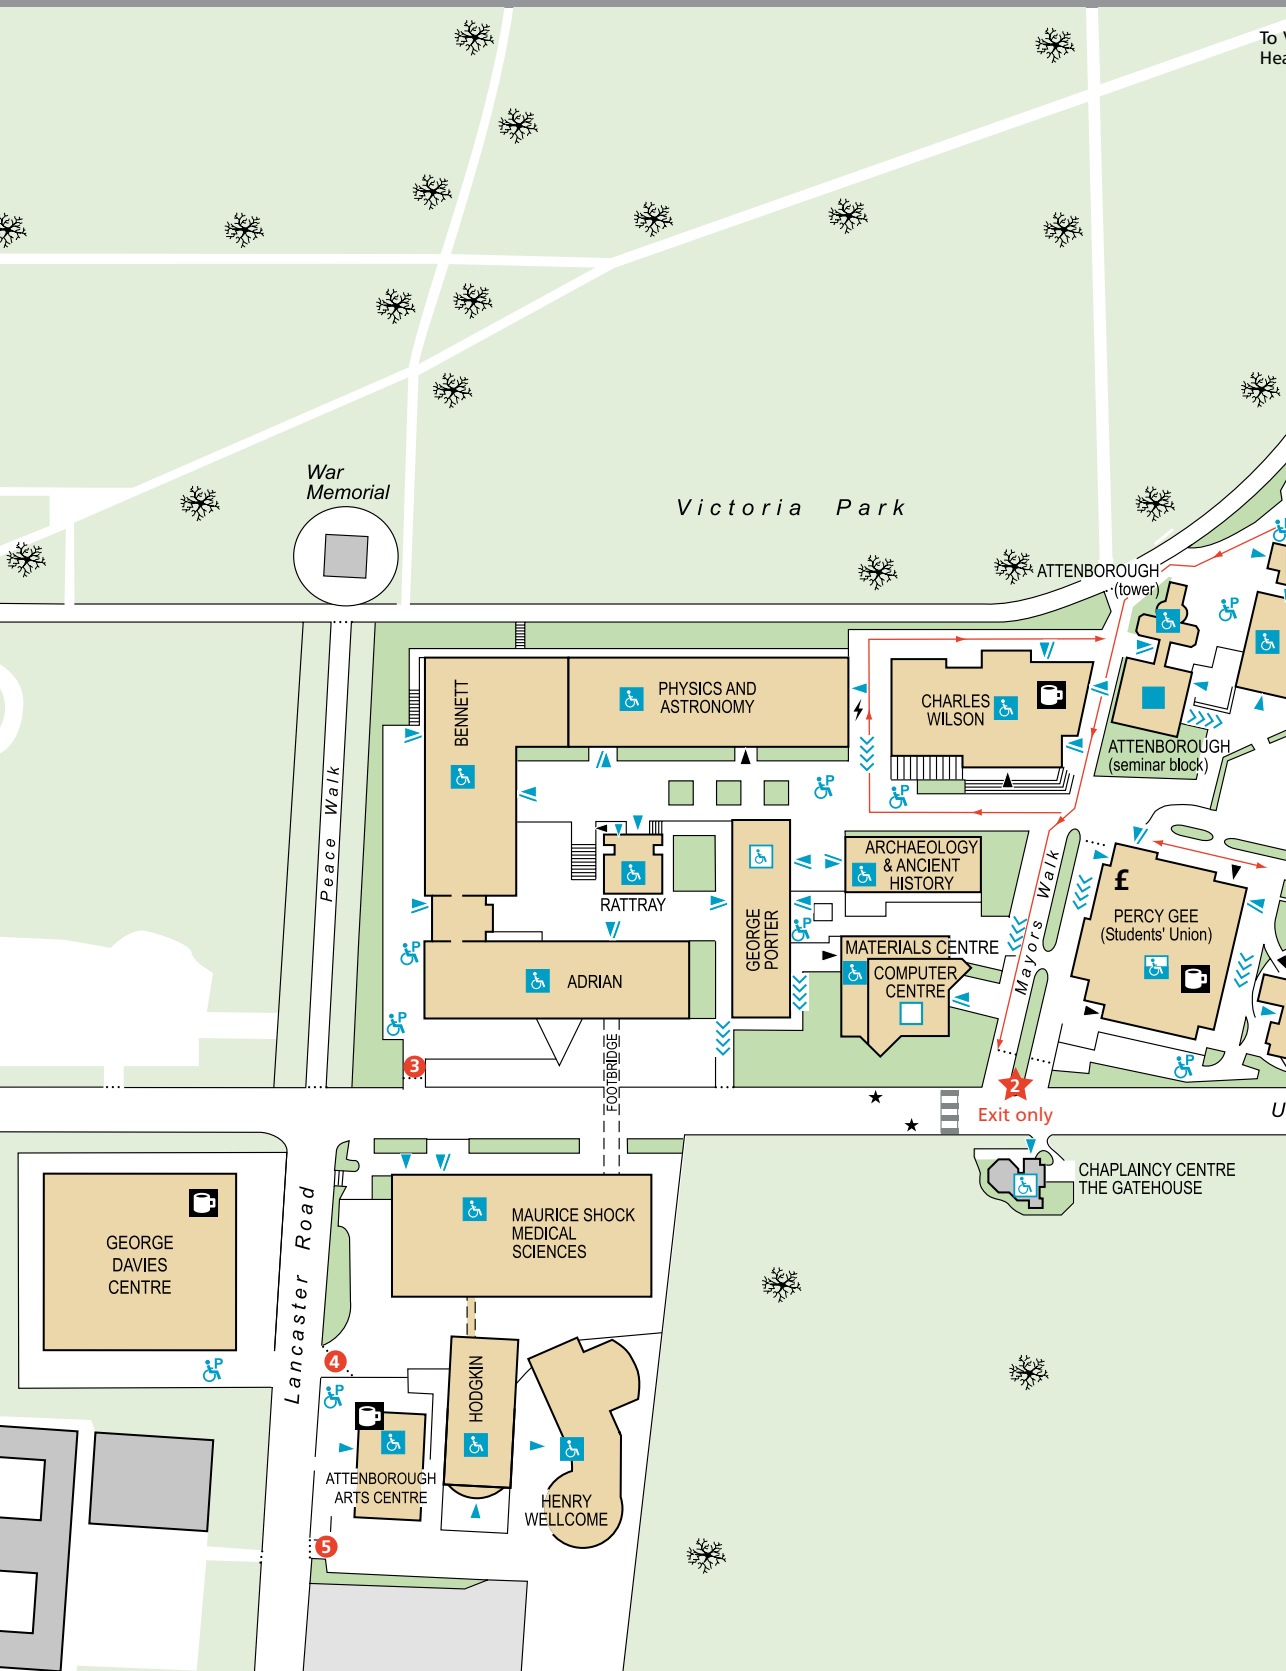 To
Hea
War
Memorial
Victoria Park
ATTENBOROUGH
(tower)
BENNETT
PHYSICS AND
ASTRONOMY
CHARLES
WILSON
ATTENBOROUGH
(seminar block)
Peace Walk
P
P
P
P
ARCHAEOLOGY
& ANCIENT
HISTORY
RATTRAY
GEORGE
PORTER
Mayors Walk
£
PERCY GEE
(Students' Union)
P
P
MATERIALS CENTRE
COMPUTER
CENTRE
ADRIAN
P
P
3
FOOTBRIDGE
2
Exit only
U
CHAPLAINCY CENTRE
THE GATEHOUSE
Lancaster Road
GEORGE
DAVIES
CENTRE
MAURICE SHOCK
MEDICAL
SCIENCES
P
4
P
HODGKIN
ATTENBOROUGH
ARTS CENTRE
HENRY
WELLCOME
5